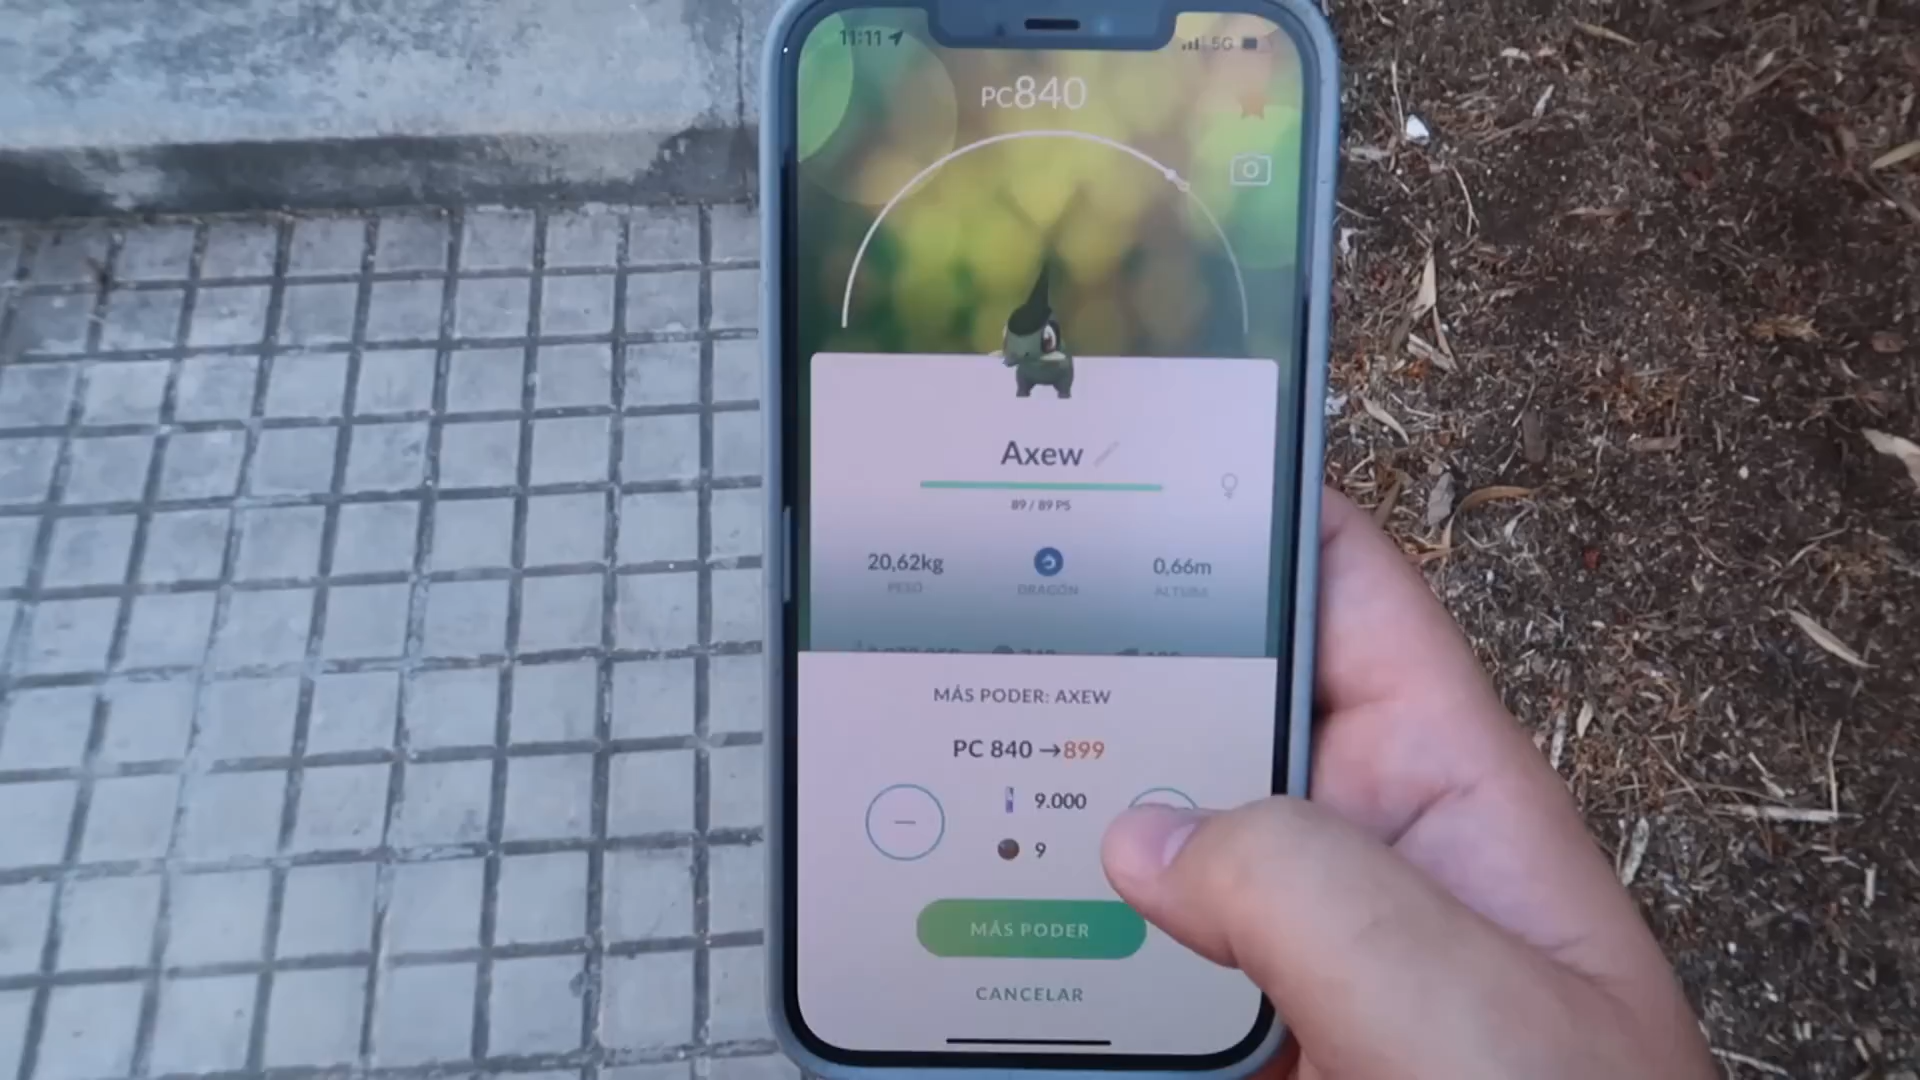 11:11
5G
PC840
Axew
89 / 89 PS
20,62kg
0,66m
PESO
DRAGÓN
ALTURA
MÁS PODER: AXEW
PC 840 →899
9.000
9
MÁS PODER
CANCELAR